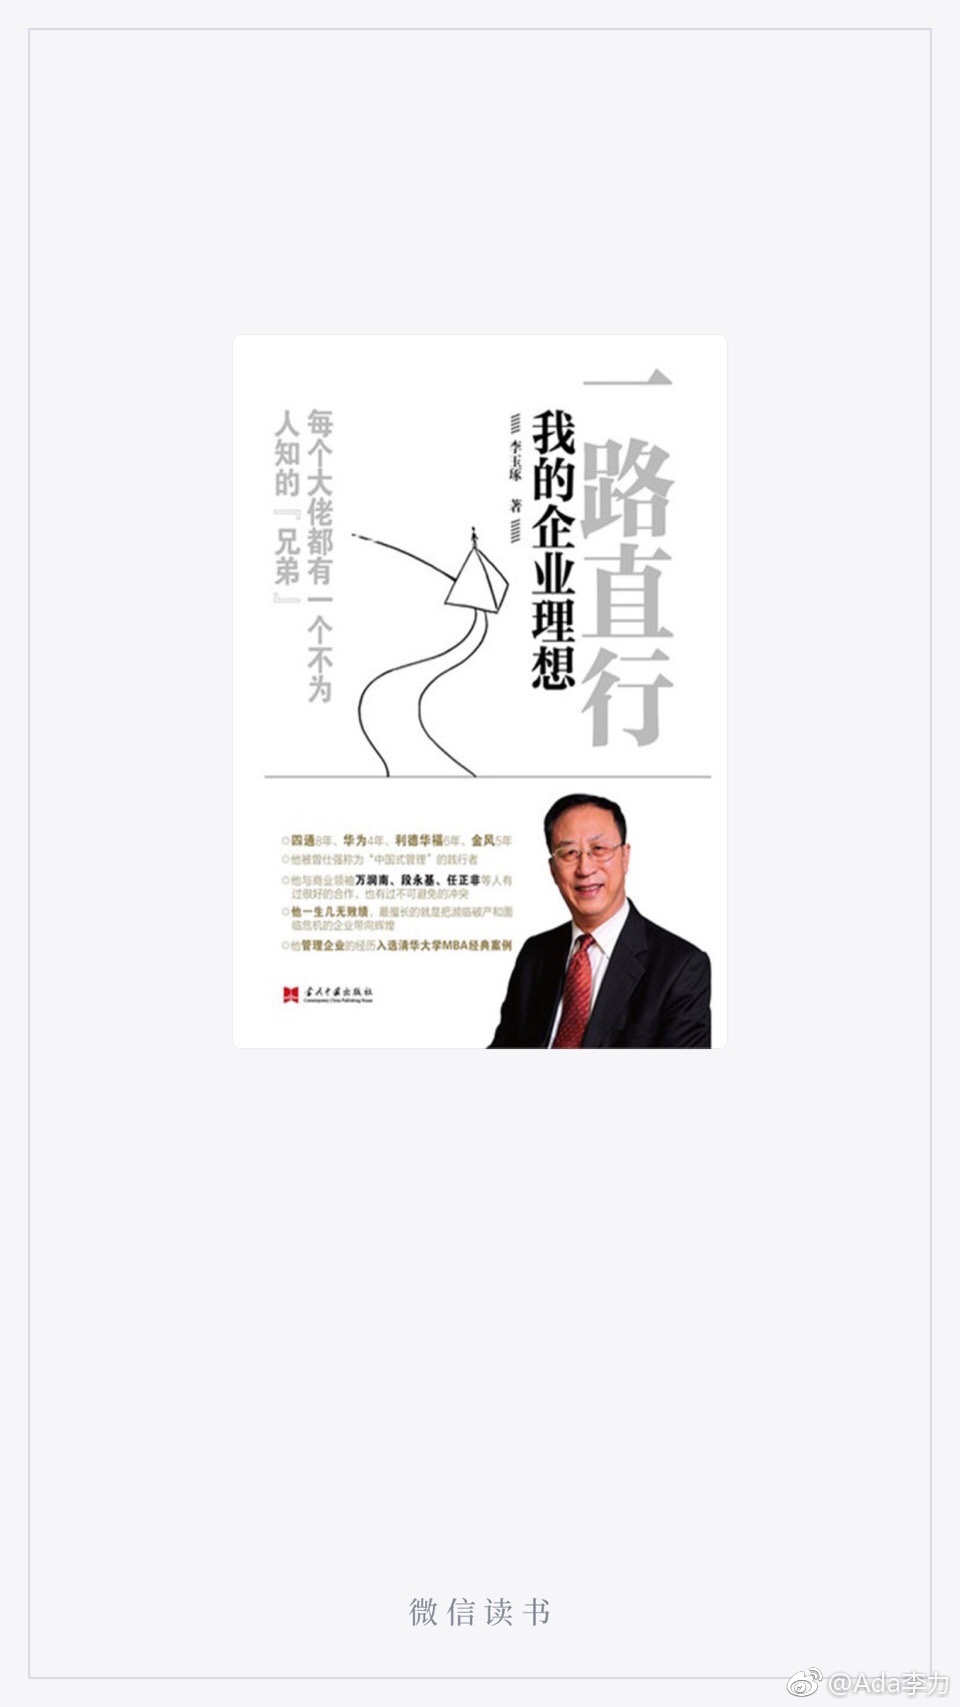 一路直行
我的企业理想
李玉琢 著
每个大佬都有一个不为
人知的『兄弟』
◎四通8年、华为4年、利德华福6年、金风5年
◎他被曾仕强称为“中国式管理”的践行者
◎他与商业领袖万润南、段永基、任正非等人有
过很好的合作，也有过不可避免的冲突
◎他一生几无败绩，最擅长的就是把濒临破产和面
临危机的企业带向辉煌
◎他管理企业的经历入选清华大学MBA经典案例
当代中国出版社
Contemporary China Publishing House
微信读书
@Ada李力